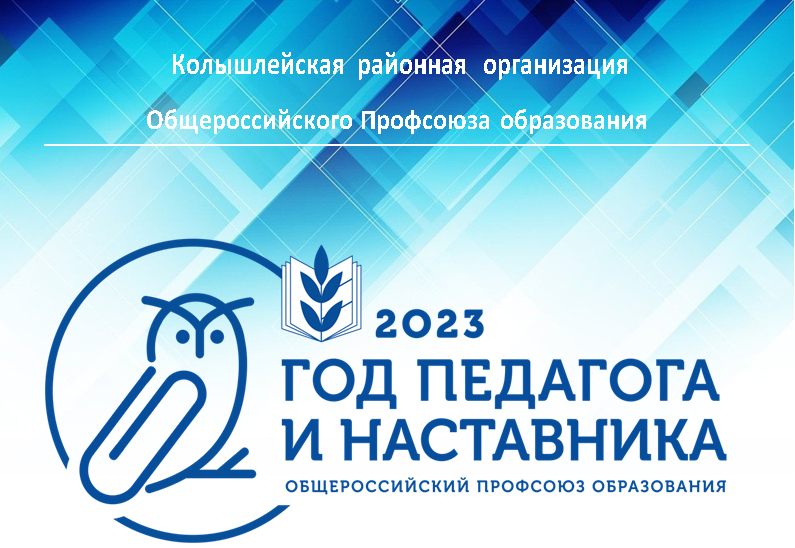 Колышлейская районная организация
Общероссийского Профсоюза образования
2023
ГОД ПЕДАГОГА
И НАСТАВНИКА
ОБЩЕРОССИЙСКИЙ ПРОФСОЮЗ ОБРАЗОВАНИЯ